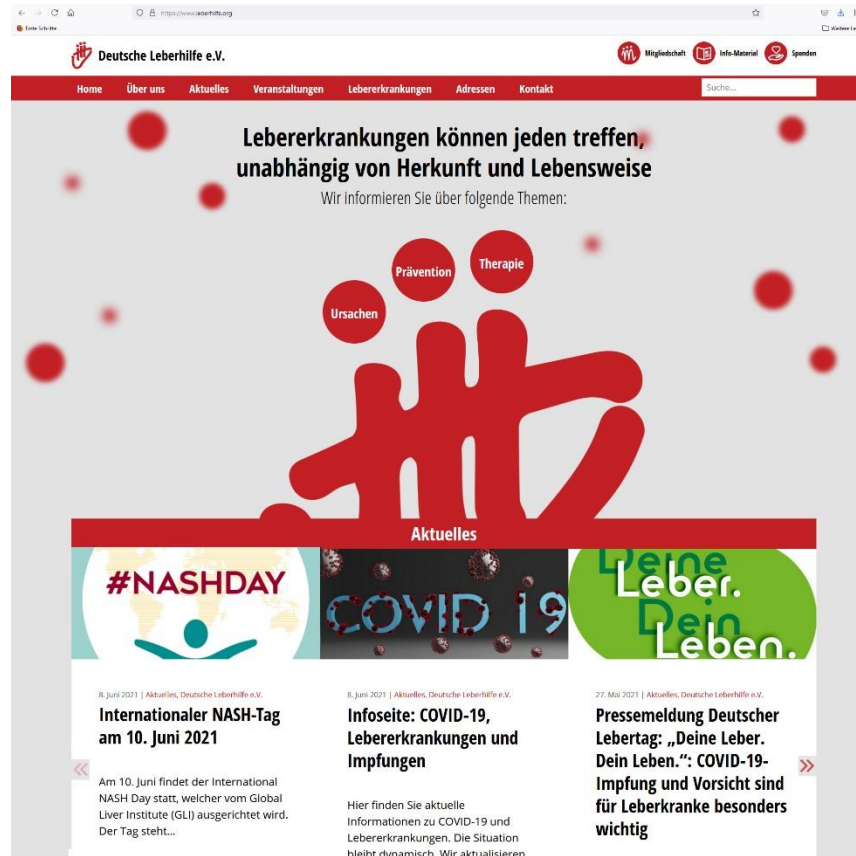 https://www.leberhilfe.org
Erste Schritte
Deutsche Leberhilfe e.V.
Mitgliedschaft
Info-Material
Spenden
Home
Über uns
Aktuelles
Veranstaltungen
Lebererkrankungen
Adressen
Kontakt
Suche...
Lebererkrankungen können jeden treffen,
unabhängig von Herkunft und Lebensweise
Wir informieren Sie über folgende Themen:
Therapie
Prävention
Ursachen
Aktuelles
#NASHDAY
8. Juni 2021 | Aktuelles, Deutsche Leberhilfe e.V.
Internationaler NASH-Tag
am 10. Juni 2021
Am 10. Juni findet der International
NASH Day statt, welcher vom Global
Liver Institute (GLI) ausgerichtet wird.
Der Tag steht...
COVID 19
8. Juni 2021 | Aktuelles, Deutsche Leberhilfe e.V.
Infoseite: COVID-19,
Lebererkrankungen und
Impfungen
Hier finden Sie aktuelle
Informationen zu COVID-19 und
Lebererkrankungen. Die Situation
bleibt dynamisch. Wir aktualisieren
Deine
Leber.
Dein
Leben.
27. Mai 2021 | Aktuelles, Deutsche Leberhilfe e.V.
Pressemeldung Deutscher
Lebertag: „Deine Leber.
Dein Leben.“: COVID-19-
Impfung und Vorsicht sind
für Leberkranke besonders
wichtig